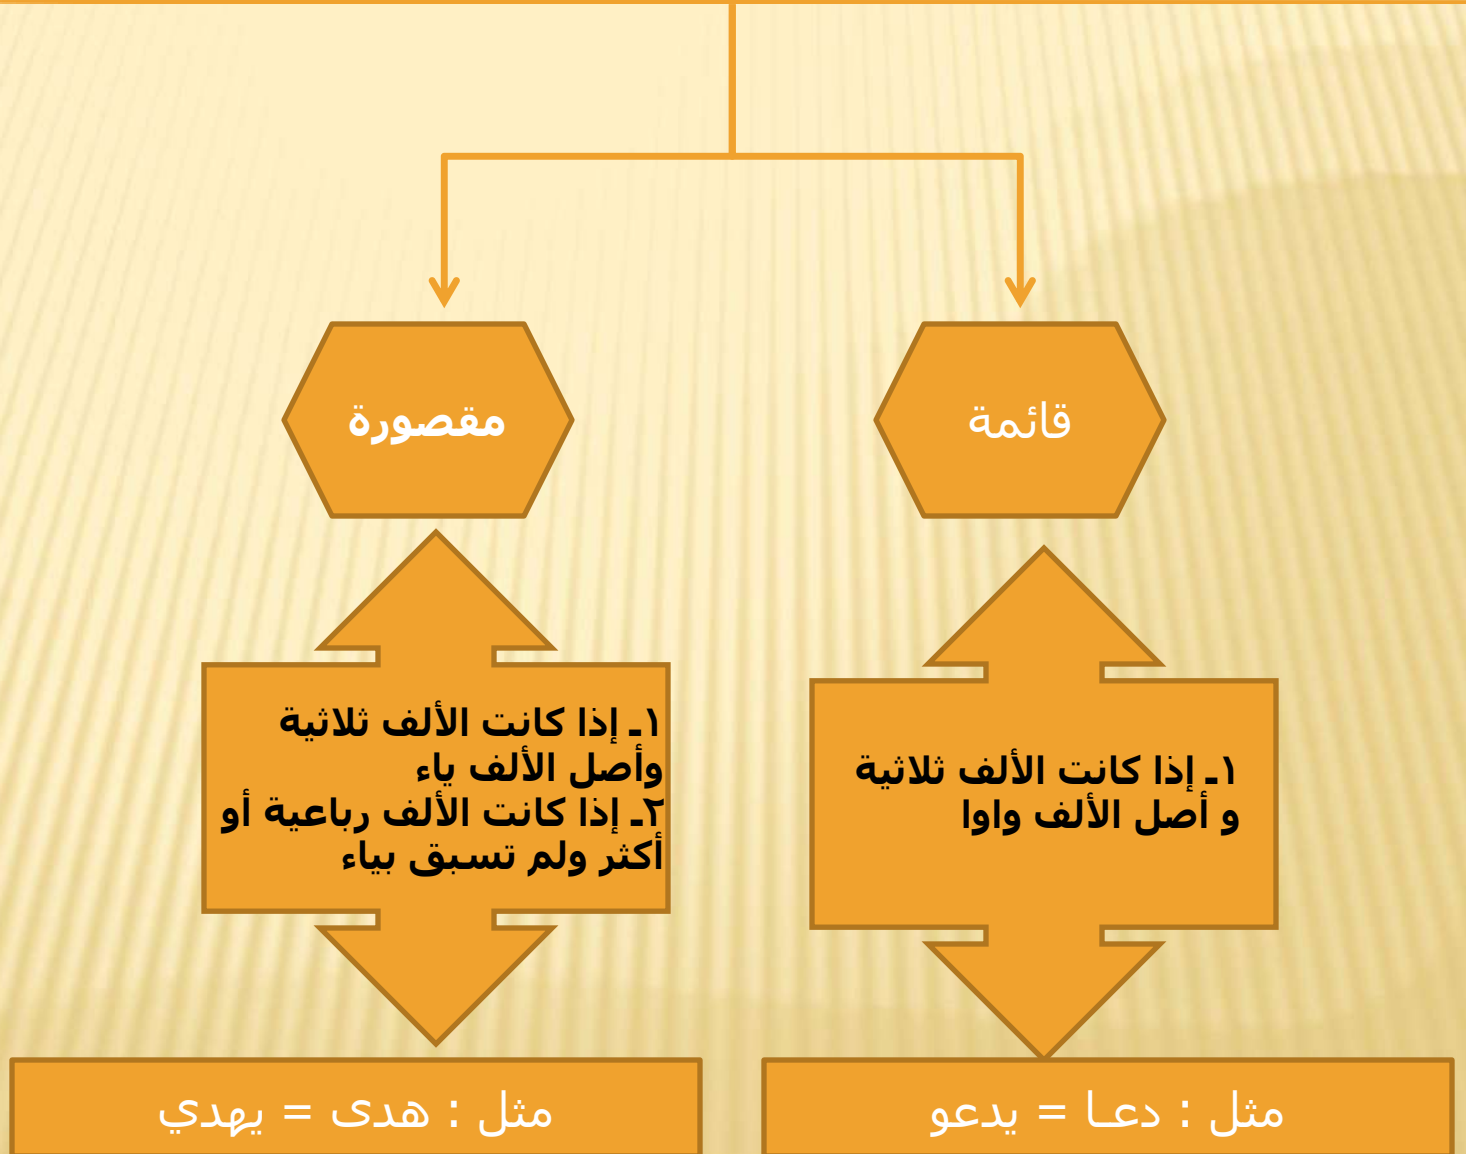 قائمة
مقصورة
١ـ إذا كانت الألف ثلاثية
و أصل الألف واوا
١ـ إذا كانت الألف ثلاثية
وأصل الألف ياء
٢ـ إذا كانت الألف رباعية أو
أكثر ولم تسبق بياء
مثل : دعـا = يدعو
مثل : هدى = يهدي